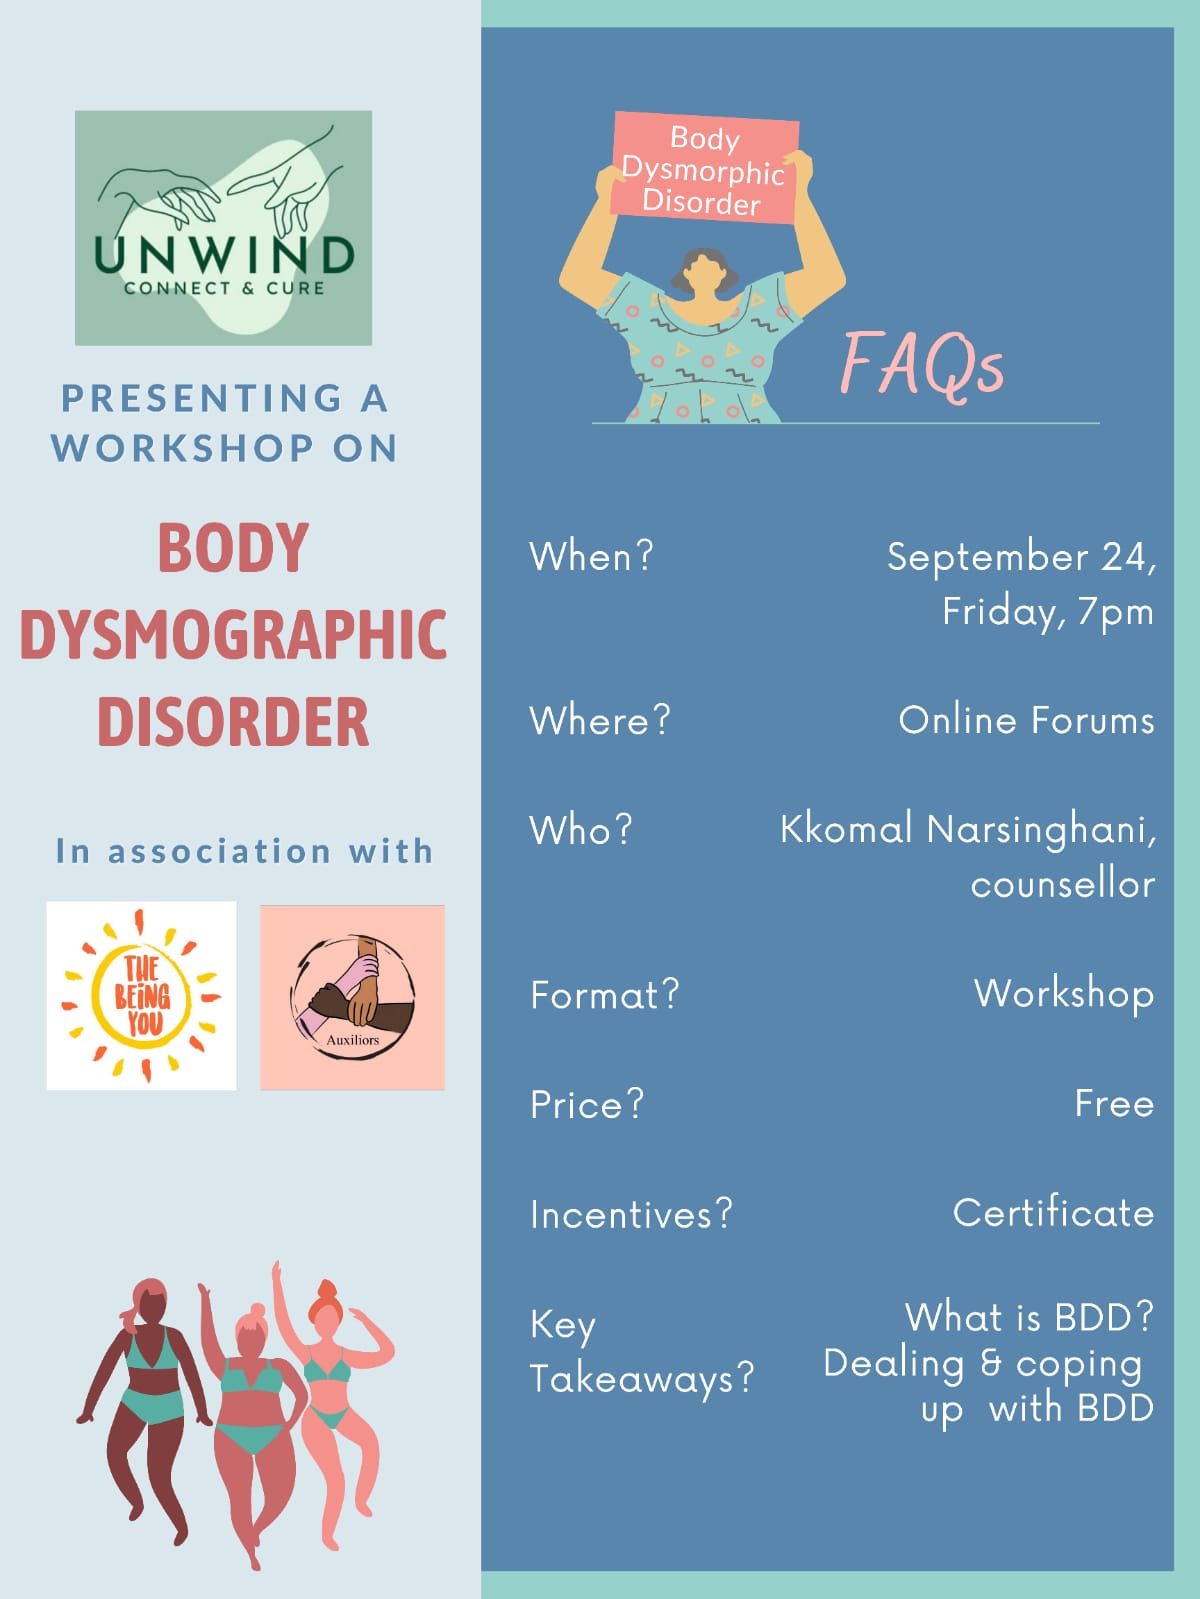 UNWIND
CONNECT & CURE
PRESENTING A
WORKSHOP ON
BODY
DYSMOGRAPHIC
DISORDER
In association with
THE
BEING
YOU
Auxiliors
Body
Dysmorphic
Disorder
FAQs
When?
September 24,
Friday, 7pm
Where?
Online Forums
Who?
Kkomal Narsinghani,
counsellor
Format?
Workshop
Price?
Free
Incentives?
Certificate
Key
Takeaways?
What is BDD?
Dealing & coping
up with BDD